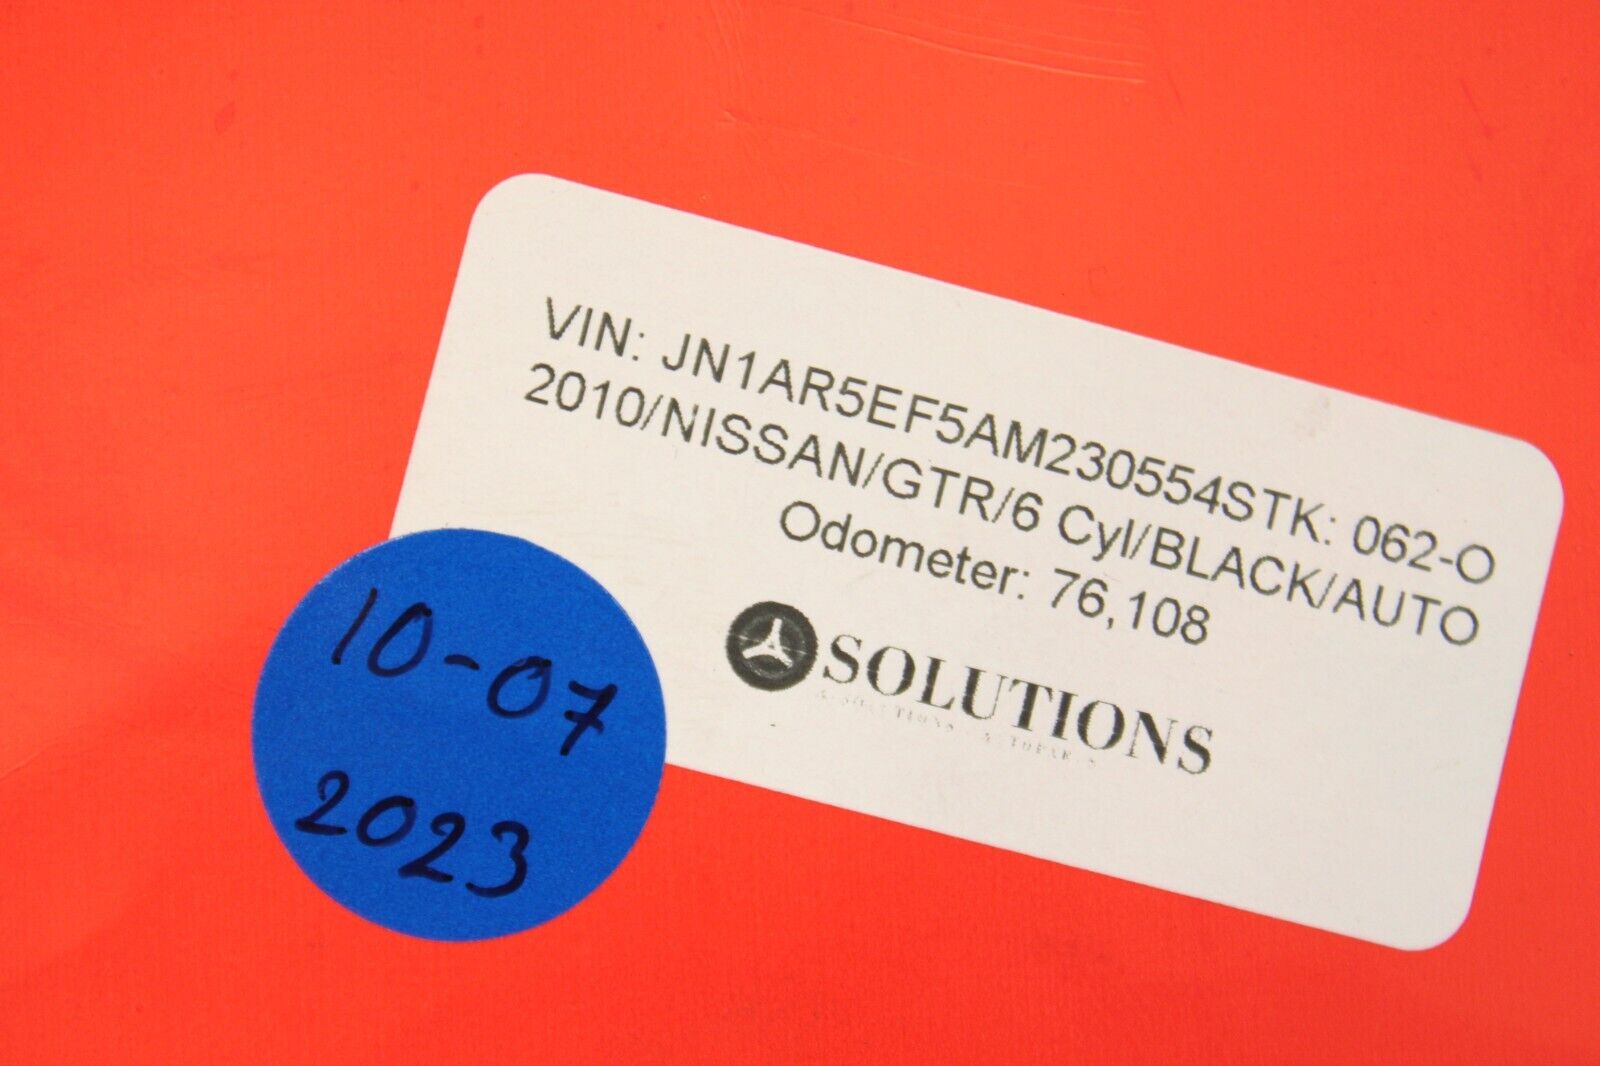 VIN: JN1AR5EF5AM230554STK: 062-O
2010/NISSAN/GTR/6 Cyl/BLACK/AUTO
Odometer: 76,108
SOLUTIONS
10-07
2023